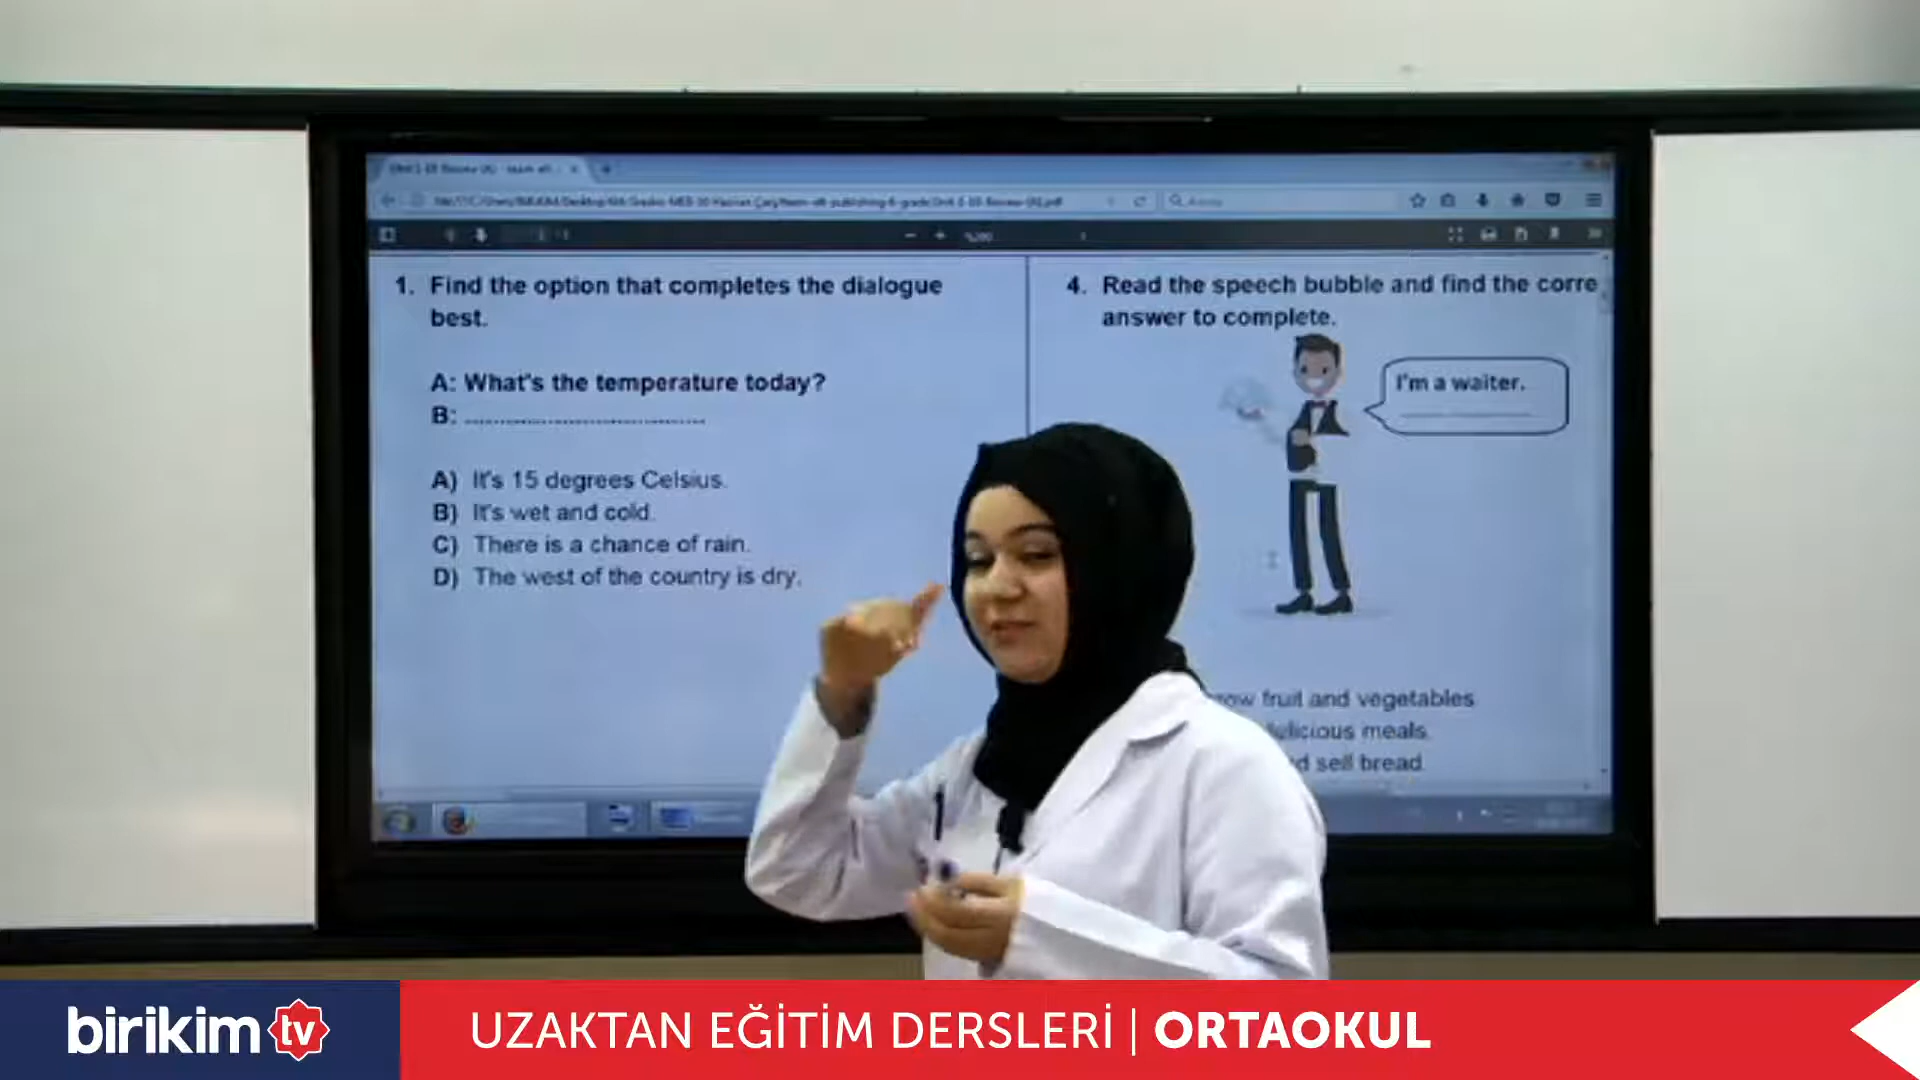 1. Find the option that completes the dialogue
best.
A: What's the temperature today?
B: ..............................
A) It's 15 degrees Celsius.
B) It's wet and cold.
C) There is a chance of rain.
D) The west of the country is dry.
4. Read the speech bubble and find the corre
answer to complete.
I'm a waiter.
fruit and vegetables
delicious meals.
sell bread
birikim tv
UZAKTAN EĞİTİM DERSLERİ | ORTAOKUL